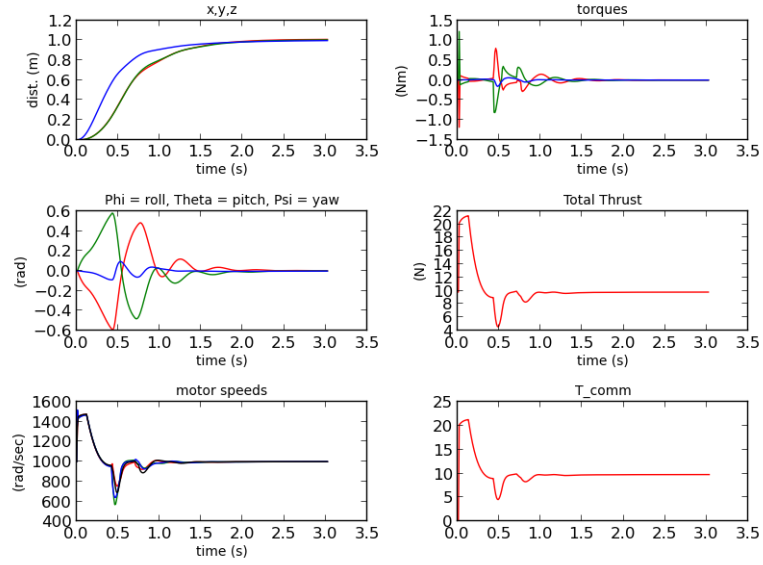 x,y,z
dist. (m)
1.2
1.0
0.8
0.6
0.4
0.2
0.0
0.0 0.5 1.0 1.5 2.0 2.5 3.0 3.5
time (s)
torques
(Nm)
1.5
1.0
0.5
0.0
−0.5
−1.0
−1.5
0.0 0.5 1.0 1.5 2.0 2.5 3.0 3.5
time (s)
Phi = roll, Theta = pitch, Psi = yaw
(rad)
0.6
0.4
0.2
0.0
−0.2
−0.4
−0.6
0.0 0.5 1.0 1.5 2.0 2.5 3.0 3.5
time (s)
Total Thrust
(N)
22
20
18
16
14
12
10
8
6
4
0.0 0.5 1.0 1.5 2.0 2.5 3.0 3.5
time (s)
motor speeds
(rad/sec)
1600
1400
1200
1000
800
600
400
0.0 0.5 1.0 1.5 2.0 2.5 3.0 3.5
time (s)
T_comm
25
20
15
10
5
0
0.0 0.5 1.0 1.5 2.0 2.5 3.0 3.5
time (s)